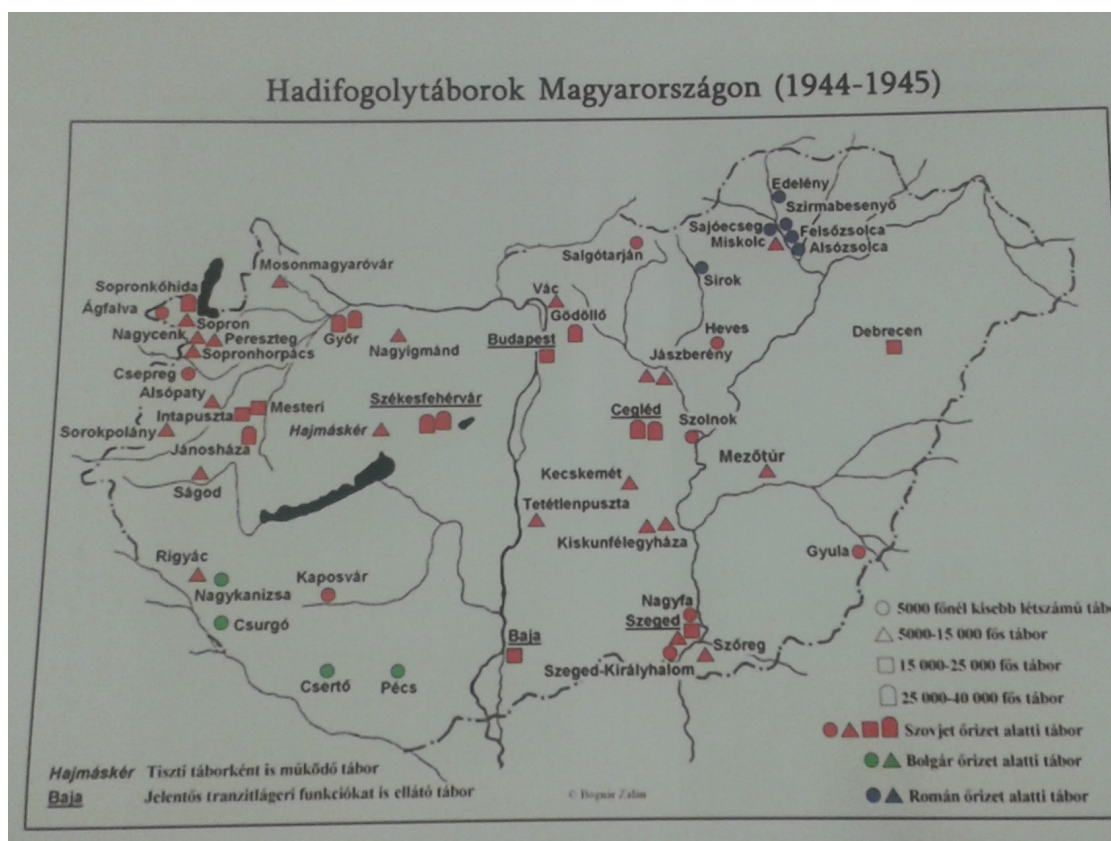 Hadifogolytáborok Magyarországon (1944-1945)
Edelény
Szirmabesenyő
Sajóecseg
Felsőzsolca
Miskolc
Alsózsolca
Salgótarján
Sirok
Mosonmagyaróvár
Sopronkőhida
Ágfalva
Sopron
Nagycenk
Pereszteg
Sopronhorpács
Győr
Nagyigmánd
Vác
Gödöllő
Budapest
Heves
Jászberény
Debrecen
Csepreg
Alsópaty
Intapuszta
Mesteri
Sorokpolány
Jánosháza
Székesfehérvár
Hajmáskér
Cegléd
Szolnok
Ságod
Kecskemét
Mezőtúr
Tetétlenpuszta
Kiskunfélegyháza
Gyula
Rigyác
Nagykanizsa
Kaposvár
Csurgó
Nagyfa
Szeged
Baja
Szőreg
Szeged-Királyhalom
Csertő
Pécs
5000 főnél kisebb létszámú tábo
5000-15 000 fős tábor
15 000-25 000 fős tábor
25 000-40 000 fős tábor
Szovjet őrizet alatti tábor
Bolgár őrizet alatti tábor
Román őrizet alatti tábor
Hajmáskér Tiszti táborként is működő tábor
Baja Jelentős tranzitlágeri funkciókat is ellátó tábor
© Bognár Zalán